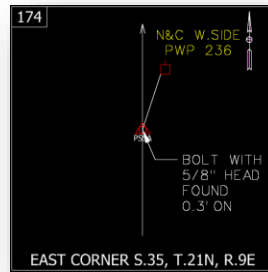 174
N&C W.SIDE
PWP 236
BOLT WITH
5/8" HEAD
FOUND
0.3' ON
EAST CORNER S.35, T.21N, R.9E